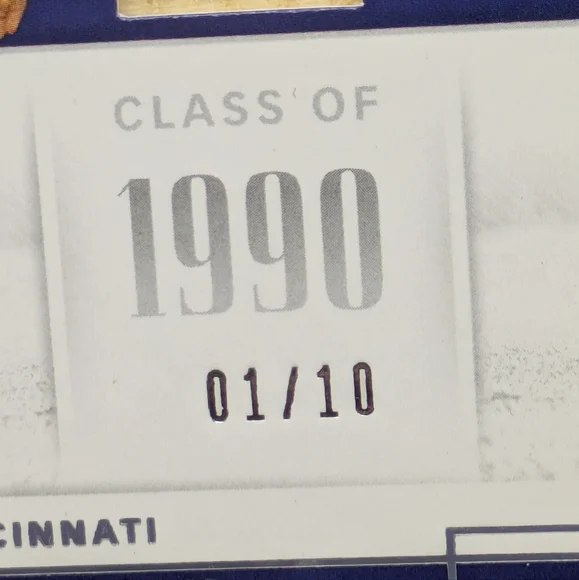 CLASS OF
1990
01/10
CINNATI